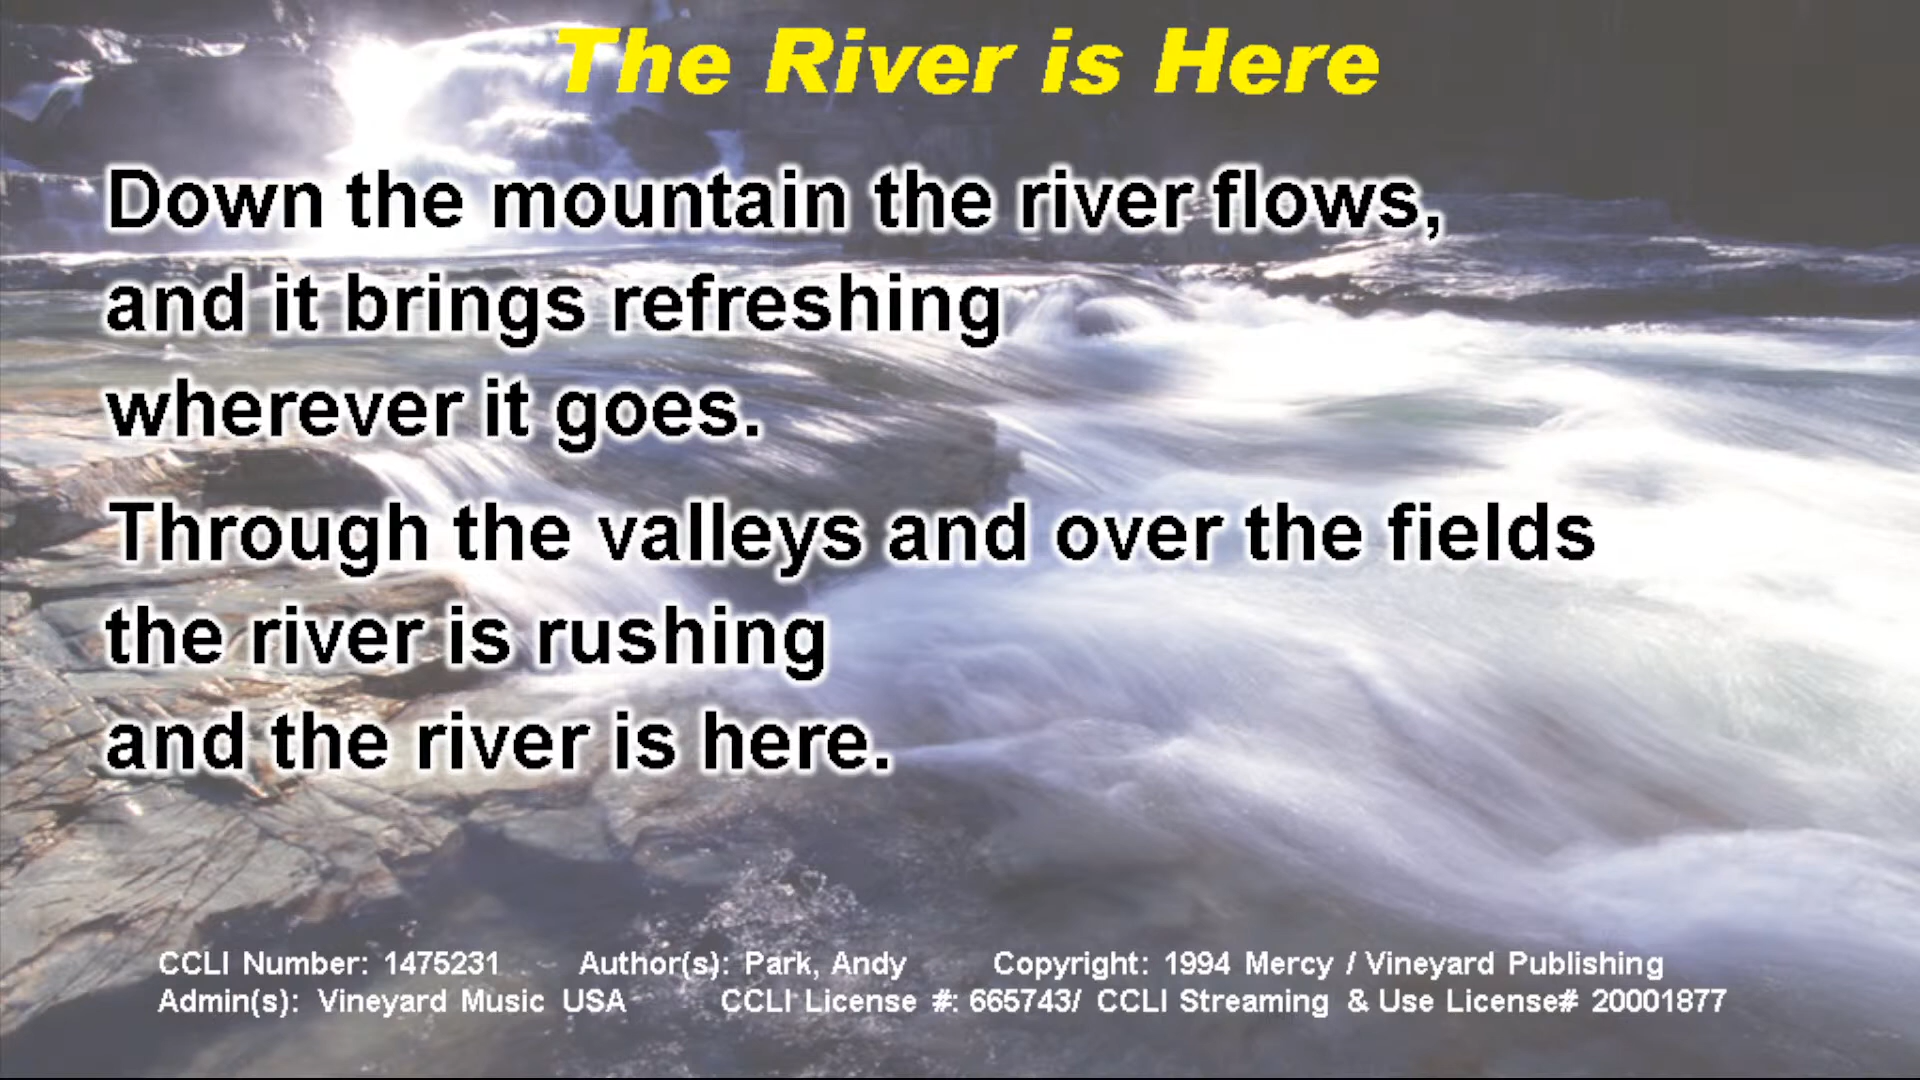 The River is Here
Down the mountain the river flows,
and it brings refreshing
wherever it goes.
Through the valleys and over the fields
the river is rushing
and the river is here.
CCLI Number: 1475231 Author(s): Park, Andy Copyright: 1994 Mercy / Vineyard Publishing
Admin(s): Vineyard Music USA CCLI License #: 665743/ CCLI Streaming & Use License# 20001877